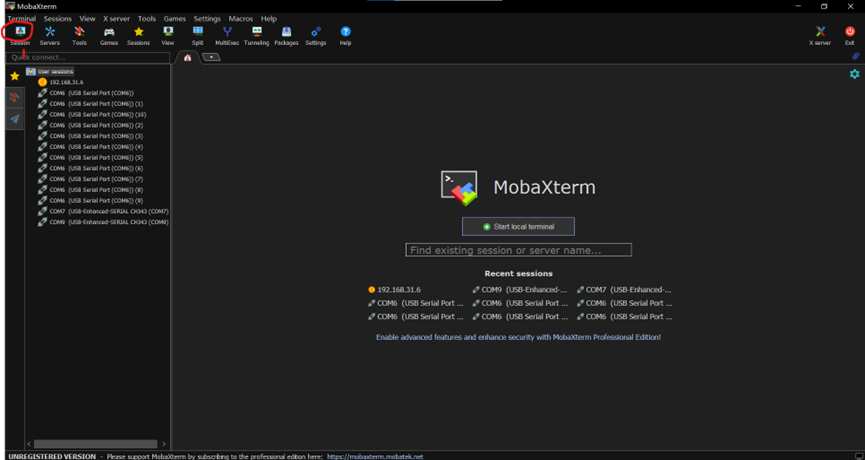 MobaXterm
Terminal Sessions View X server Tools Games Settings Macros Help
Session Servers Tools Games Sessions View Split MultiExec Tunneling Packages Settings Help X server Exit
Quick connect...
User sessions
192.168.31.6
COM6 (USB Serial Port (COM6))
COM6 (USB Serial Port (COM6)) (1)
COM6 (USB Serial Port (COM6)) (10)
COM6 (USB Serial Port (COM6)) (2)
COM6 (USB Serial Port (COM6)) (3)
COM6 (USB Serial Port (COM6)) (4)
COM6 (USB Serial Port (COM6)) (5)
COM6 (USB Serial Port (COM6)) (6)
COM6 (USB Serial Port (COM6)) (7)
COM6 (USB Serial Port (COM6)) (8)
COM6 (USB Serial Port (COM6)) (9)
COM7 (USB-Enhanced-SERIAL CH343 (COM7)
COM9 (USB-Enhanced-SERIAL CH343 (COM9)
MobaXterm
Start local terminal
Find existing session or server name...
Recent sessions
192.168.31.6 COM9 (USB-Enhanced-... COM7 (USB-Enhanced-...
COM6 (USB Serial Port ... COM6 (USB Serial Port ... COM6 (USB Serial Port ...
COM6 (USB Serial Port ... COM6 (USB Serial Port ... COM6 (USB Serial Port ...
Enable advanced features and enhance security with MobaXterm Professional Edition!
UNREGISTERED VERSION - Please support MobaXterm by subscribing to the professional edition here: https://mobaxterm.mobatek.net